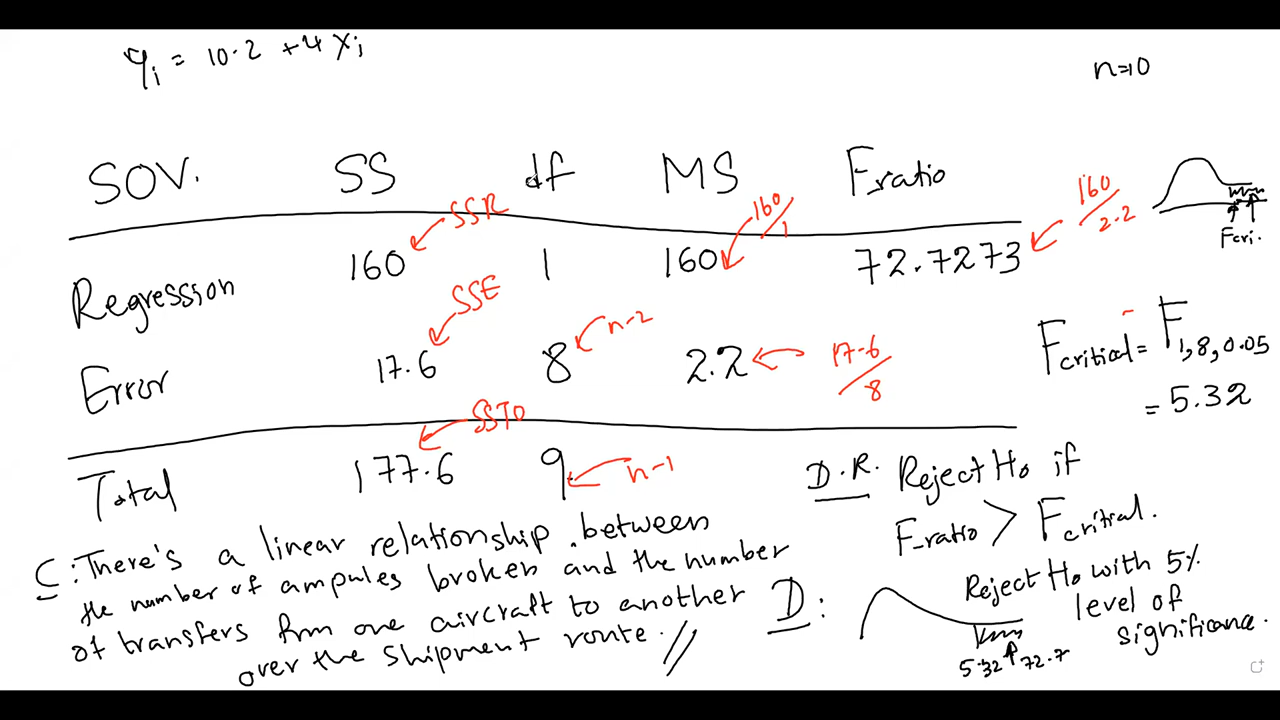 Ŷi = 10.2 + 4 Xi
n=10
SOV. SS df MS F.ratio
SSR
160/1
160/2.2
Fcri.
Regression 160 1 160 72.7273
SSE
n-2
Fcritical = F1,8,0.05
= 5.32
Error 17.6 8 2.2
17.6/8
SSTO
Total 177.6 9
n-1
D.R. Reject Ho if
F.ratio > Fcritical.
C: There's a linear relationship between
the number of ampules broken and the number
of transfers from one aircraft to another
over the shipment route. //
D: Reject Ho with 5%
level of
significance.
5.32 72.7